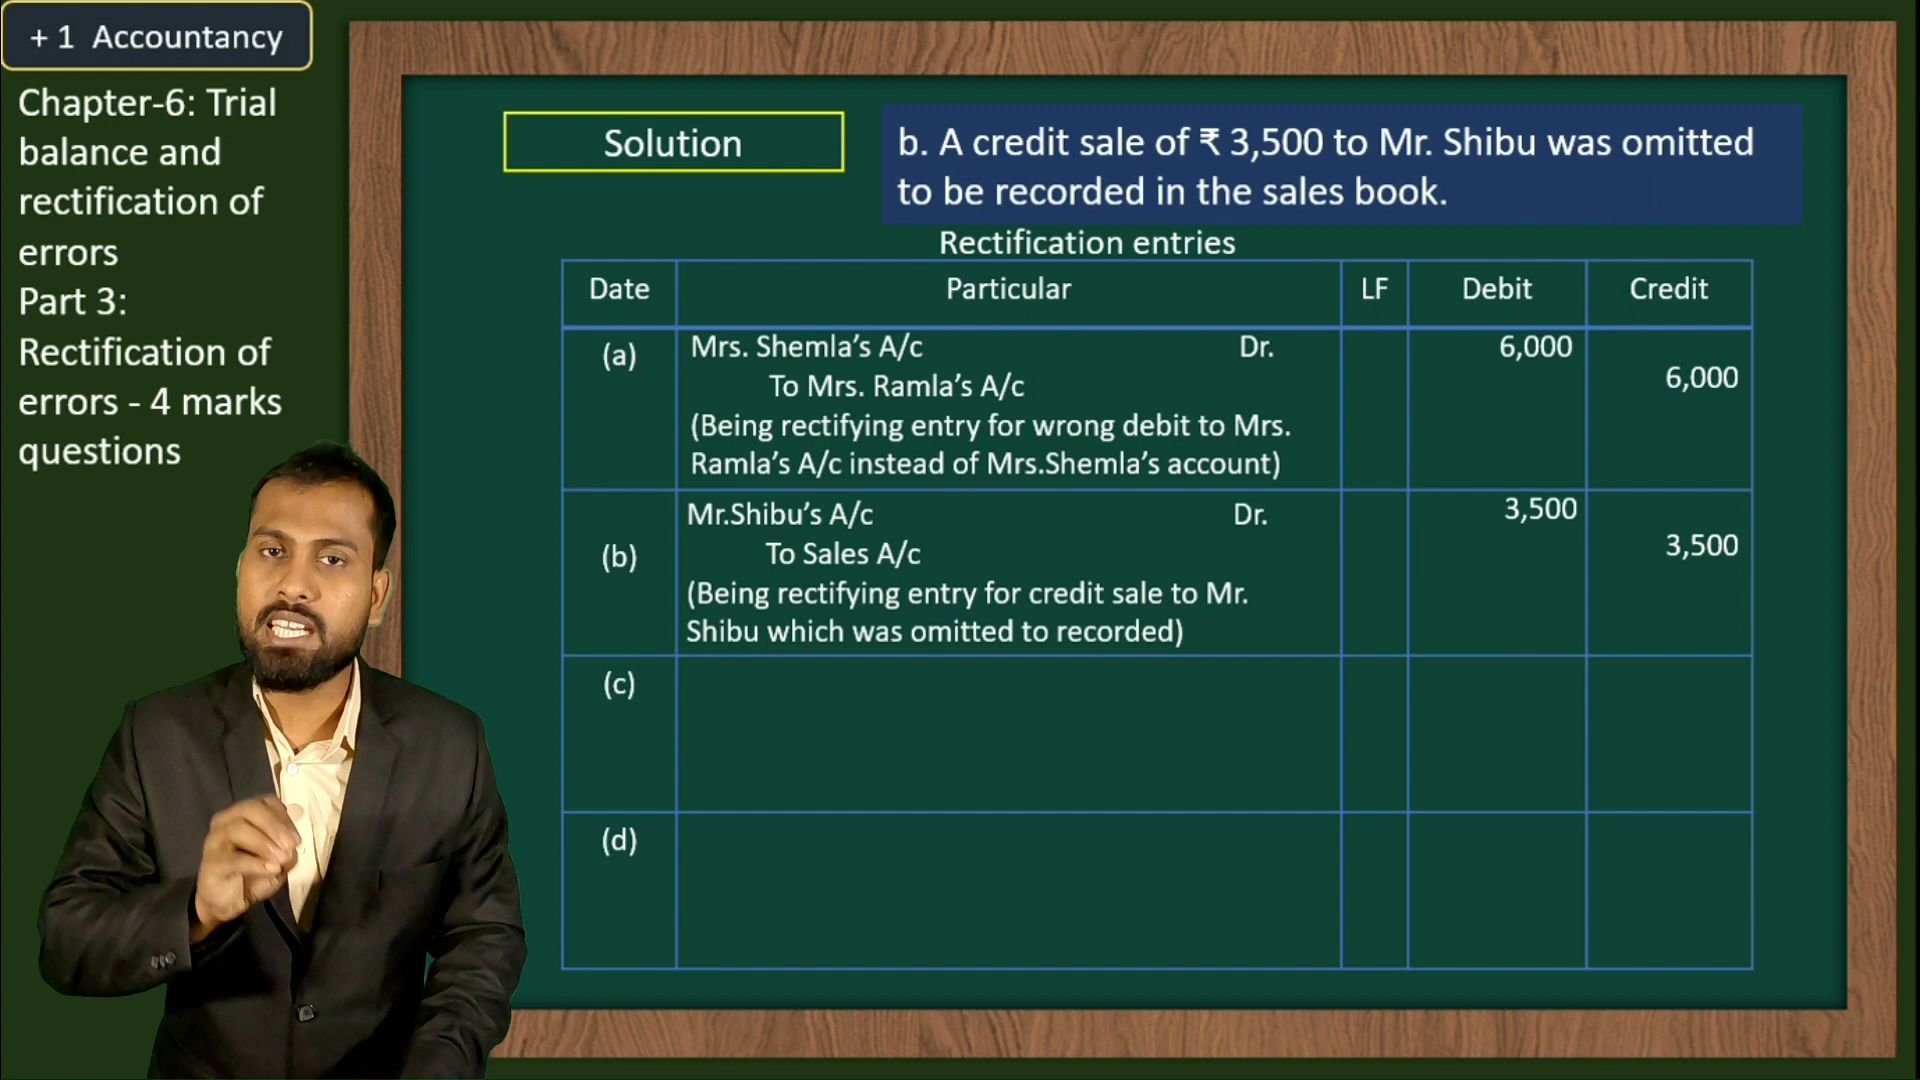 + 1 Accountancy
Chapter-6: Trial
balance and
rectification of
errors
Part 3:
Rectification of
errors - 4 marks
questions
Solution
b. A credit sale of ₹ 3,500 to Mr. Shibu was omitted
to be recorded in the sales book.
Rectification entries
Date Particular LF Debit Credit
(a) Mrs. Shemla’s A/c Dr. 6,000
To Mrs. Ramla’s A/c 6,000
(Being rectifying entry for wrong debit to Mrs.
Ramla’s A/c instead of Mrs.Shemla’s account)
(b) Mr.Shibu’s A/c Dr. 3,500
To Sales A/c 3,500
(Being rectifying entry for credit sale to Mr.
Shibu which was omitted to recorded)
(c)
(d)